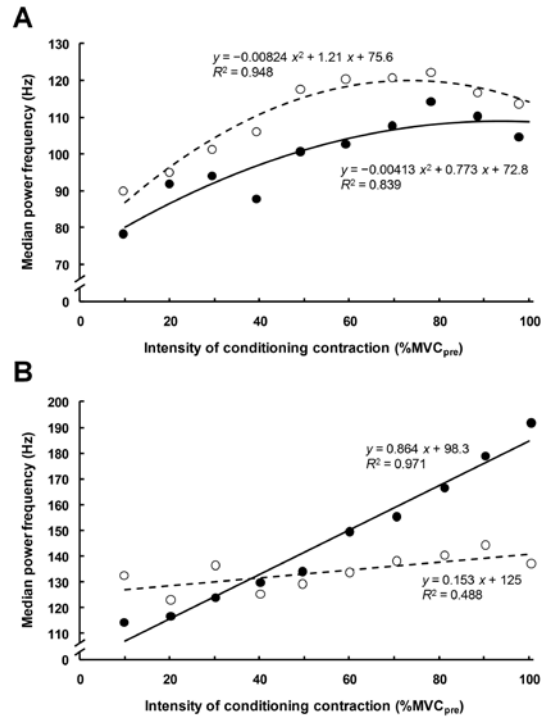 A
130
120
110
100
90
80
70
0
Median power frequency (Hz)
y = −0.00824 x² + 1.21 x + 75.6
R² = 0.948
y = −0.00413 x² + 0.773 x + 72.8
R² = 0.839
0 20 40 60 80 100
Intensity of conditioning contraction (%MVCpre)
B
200
190
180
170
160
150
140
130
120
110
0
Median power frequency (Hz)
y = 0.864 x + 98.3
R² = 0.971
y = 0.153 x + 125
R² = 0.488
0 20 40 60 80 100
Intensity of conditioning contraction (%MVCpre)